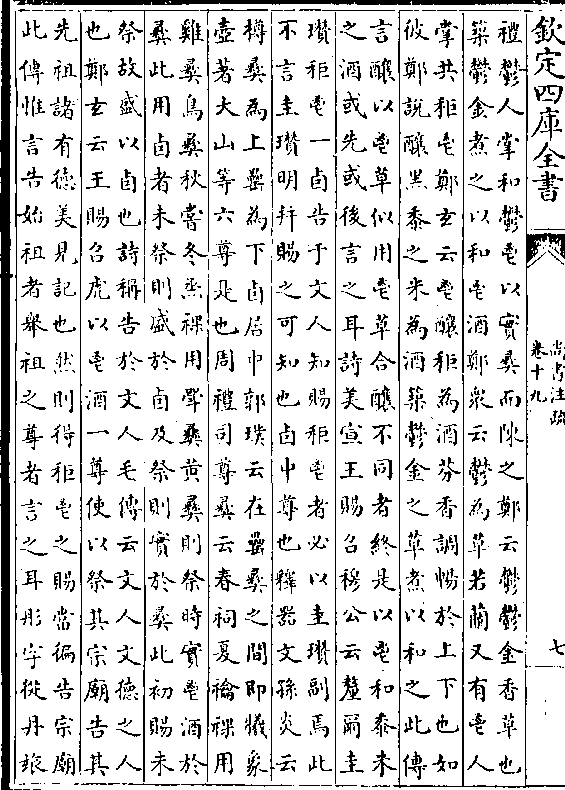 欽定四庫全書
尚書注疏
卷十九
七
禮鬱人掌和鬱鬯以實彝而陳之鄭云鬱鬱金香草也
築鬱金煮之以和鬯酒鄭衆云鬱為草若蘭又有鬯人
掌共秬鬯鄭玄云鬯釀秬為酒芬香調暢於上下也如
彼鄭說釀黑黍之米為酒築鬱金之草煮以和之此傳
言釀以鬯草似用鬯草合釀不同者終是以鬯和黍米
之酒或先或後言之耳詩美宣王賜召穆公云釐爾圭
瓚秬鬯一卣告于文人知賜秬鬯者必以圭瓚副焉此
不言圭瓚明并賜之可知也卣中尊也釋器文孫炎云
樽彝為上罍為下卣居中郭璞云在罍彝之間即犧象
壺著大山等六尊是也周禮司尊彝云春祠夏禴祼用
雞彝鳥彝秋嘗冬烝祼用斝彝黃彝則祭時實鬯酒於
彝此用卣者未祭則盛於卣及祭則實於彝此初賜未
祭故盛以卣也詩稱告於文人毛傳云文人文德之人
也鄭玄云王賜召虎以鬯酒一尊使以祭其宗廟告其
先祖諸有德美見記也然則得秬鬯之賜當徧告宗廟
此傳惟言告始祖者舉祖之尊者言之耳彤字從丹旅